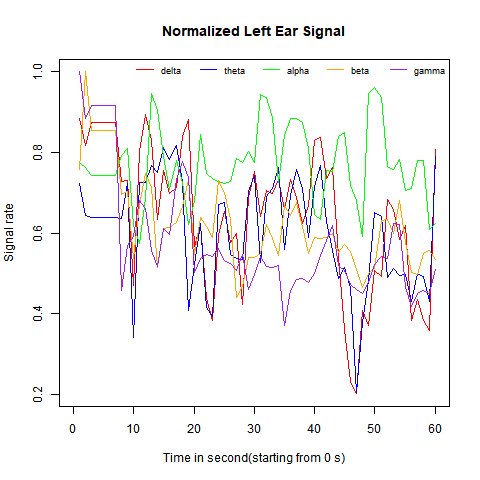 Normalized Left Ear Signal
delta theta alpha beta gamma
Signal rate
1.0
0.8
0.6
0.4
0.2
0 10 20 30 40 50 60
Time in second(starting from 0 s)